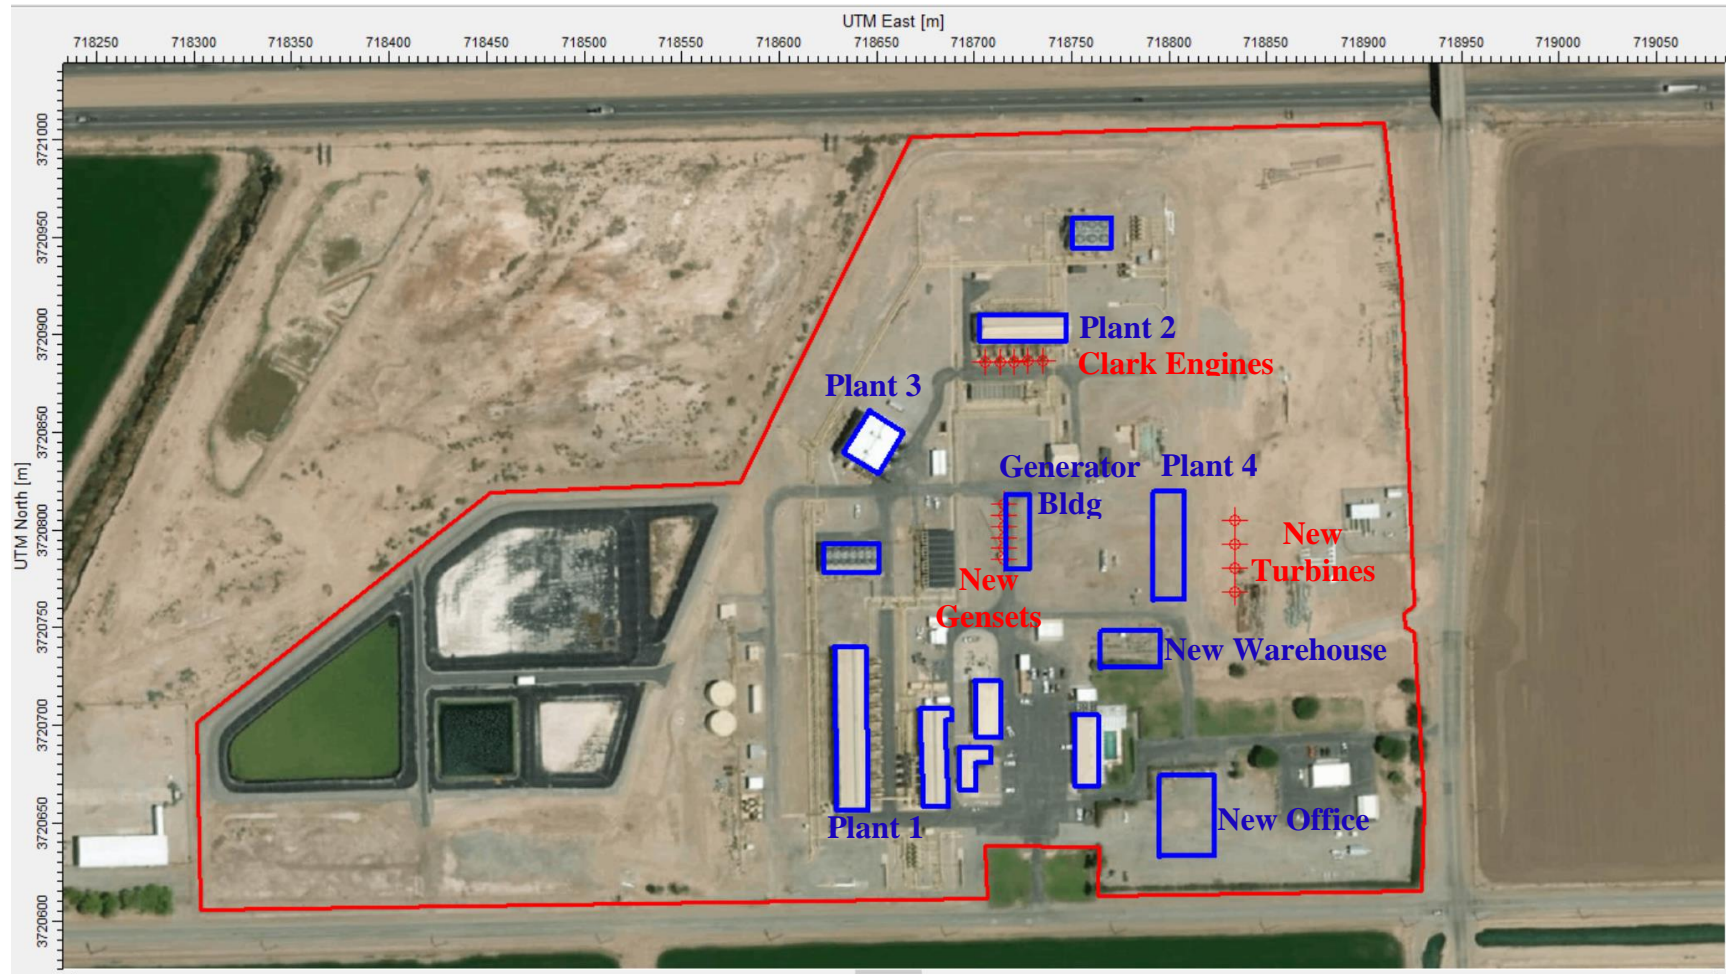 UTM East [m]
718250 718300 718350 718400 718450 718500 718550 718600 718650 718700 718750 718800 718850 718900 718950 719000 719050
UTM North [m]
3721000
3720950
3720900
3720850
3720800
3720750
3720700
3720650
3720600
Plant 2
Clark Engines
Plant 3
Generator
Bldg
Plant 4
New
Turbines
New
Gensets
New Warehouse
Plant 1
New Office